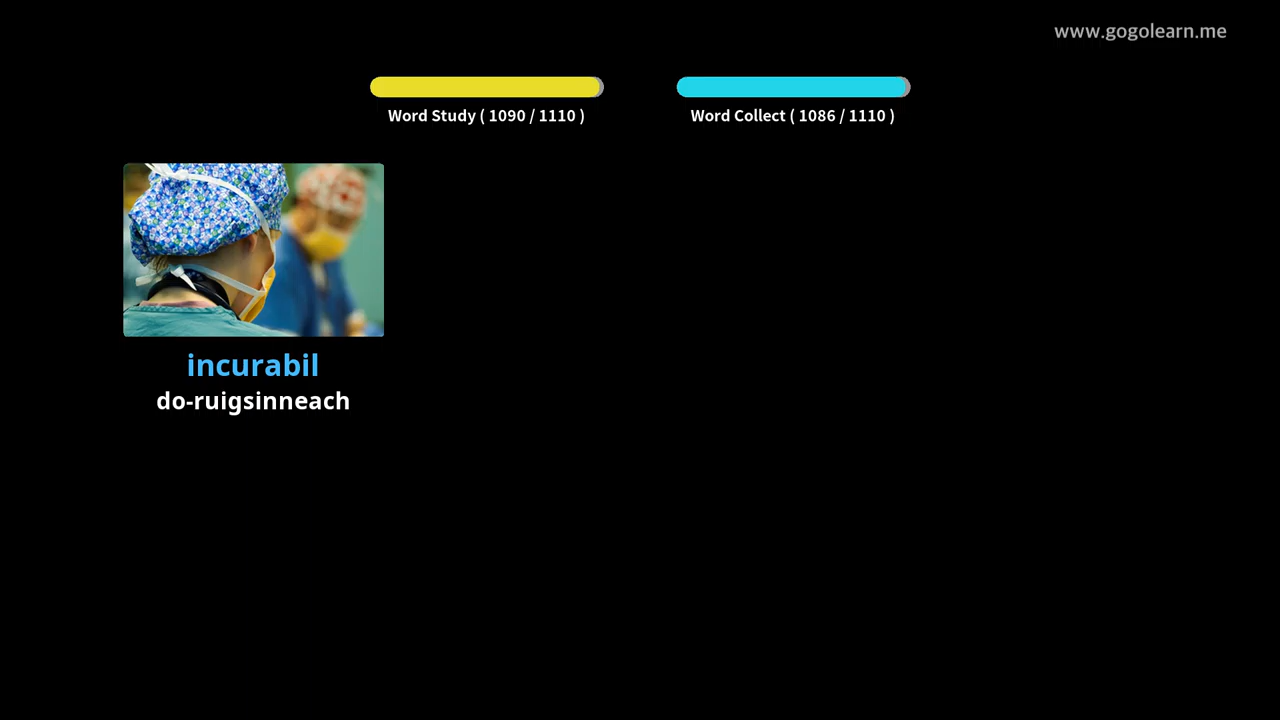 www.gogolearn.me
Word Study ( 1090 / 1110 )
Word Collect ( 1086 / 1110 )
incurabil
do-ruigsinneach